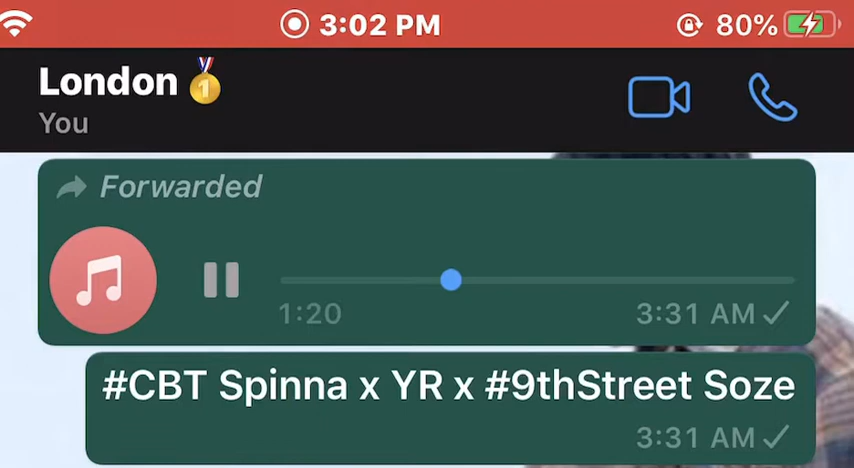 3:02 PM
80%
London 🥇
You
Forwarded
1:20
3:31 AM
#CBT Spinna x YR x #9thStreet Soze
3:31 AM